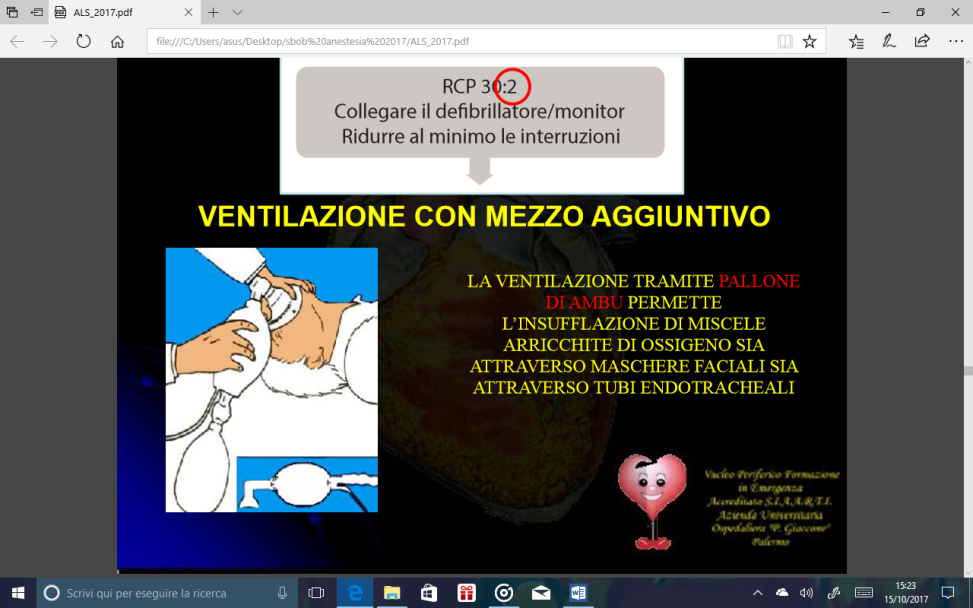 ALS_2017.pdf
file:///C:/Users/asus/Desktop/sbob%20anestesia%202017/ALS_2017.pdf
RCP 30:2
Collegare il defibrillatore/monitor
Ridurre al minimo le interruzioni
VENTILAZIONE CON MEZZO AGGIUNTIVO
LA VENTILAZIONE TRAMITE PALLONE
DI AMBU PERMETTE
L’INSUFFLAZIONE DI MISCELE
ARRICCHITE DI OSSIGENO SIA
ATTRAVERSO MASCHERE FACIALI SIA
ATTRAVERSO TUBI ENDOTRACHEALI
Nucleo Periferico Formazione
in Emergenza
Accreditato S.I.A.A.R.T.I.
Azienda Universitaria
Ospedaliera "P. Giaccone"
Palermo
Scrivi qui per eseguire la ricerca
15:23
15/10/2017